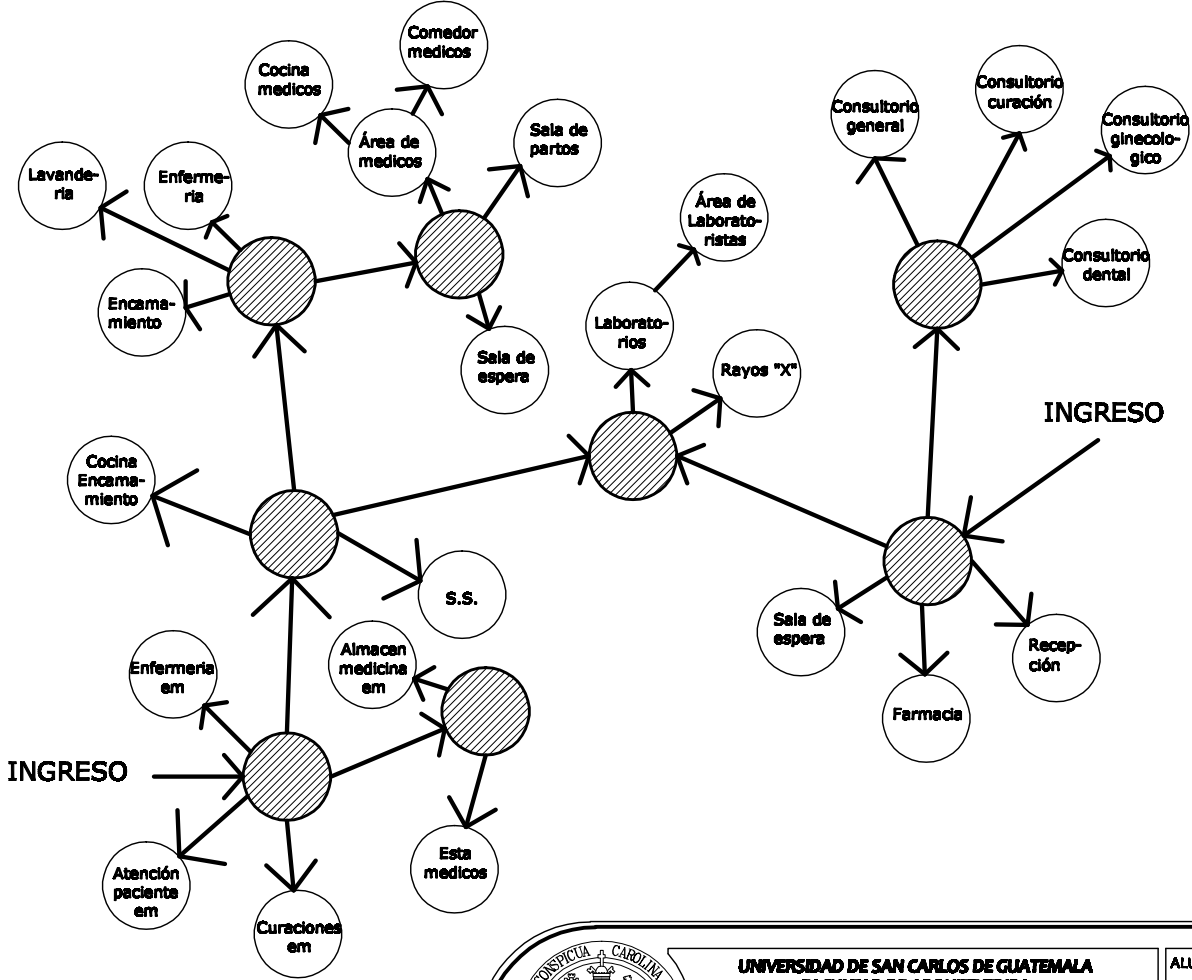 Comedor
medicos
Cocina
medicos
Área de
medicos
Sala de
partos
Lavande-
ria
Enferme-
ria
Encama-
miento
Sala de
espera
Área de
Laborato-
ristas
Laborato-
rios
Rayos "X"
Consultorio
general
Consultorio
curación
Consultorio
ginecolo-
gico
Consultorio
dental
INGRESO
Cocina
Encama-
miento
S.S.
Sala de
espera
Recep-
ción
Farmacia
Enfermeria
em
Almacen
medicina
em
INGRESO
Atención
paciente
em
Curaciones
em
Esta
medicos
CONSPICUA CAROLINA
UNIVERSIDAD DE SAN CARLOS DE GUATEMALA